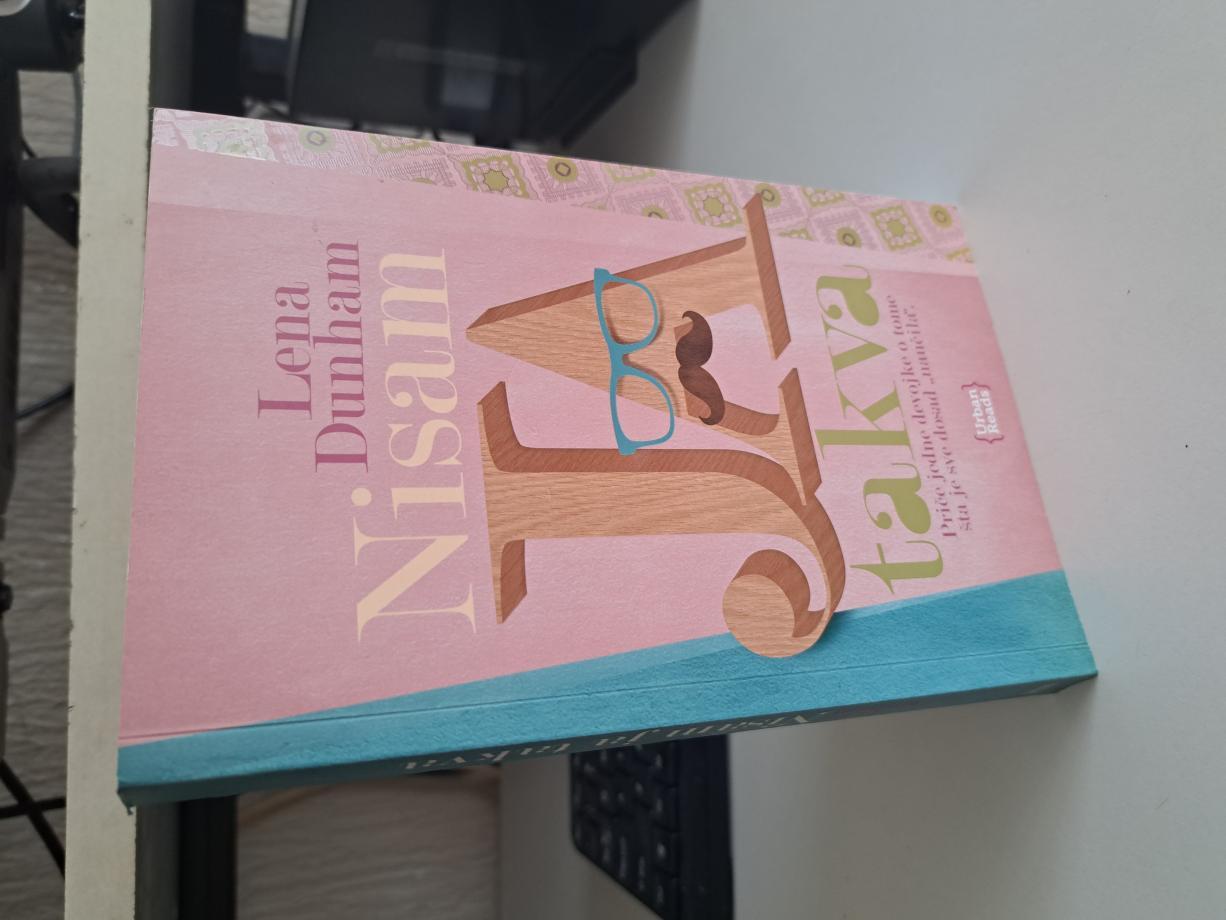 Lena
Dunham
Nisam
JA
takva
Priče jedne devojke o tome
šta je sve dosad „naučila“.
Urban
Reads
Nisam Ja takva